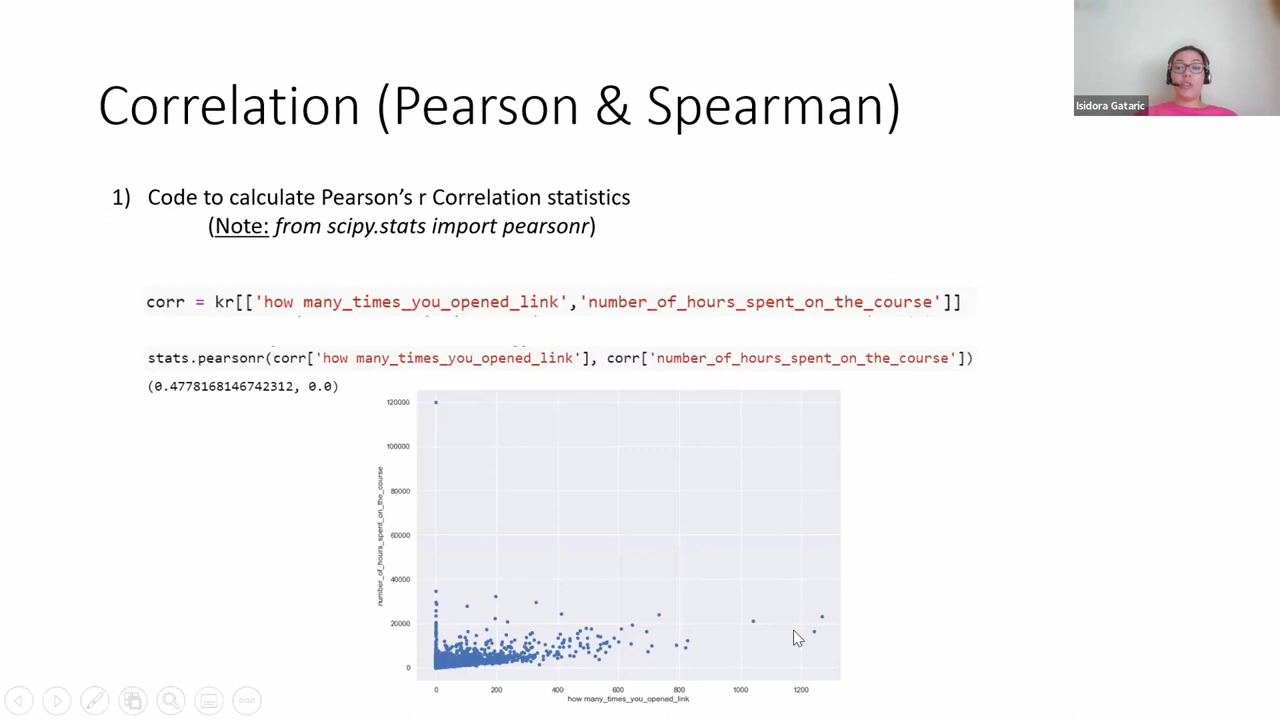 Correlation (Pearson & Spearman)
Isidora Gataric
1) Code to calculate Pearson’s r Correlation statistics
(Note: from scipy.stats import pearsonr)
corr = kr[['how many_times_you_opened_link','number_of_hours_spent_on_the_course']]
stats.pearsonr(corr['how many_times_you_opened_link'], corr['number_of_hours_spent_on_the_course'])
(0.4778168146742312, 0.0)
number_of_hours_spent_on_the_course
120000
100000
80000
60000
40000
20000
0
0 200 400 600 800 1000 1200
how many_times_you_opened_link